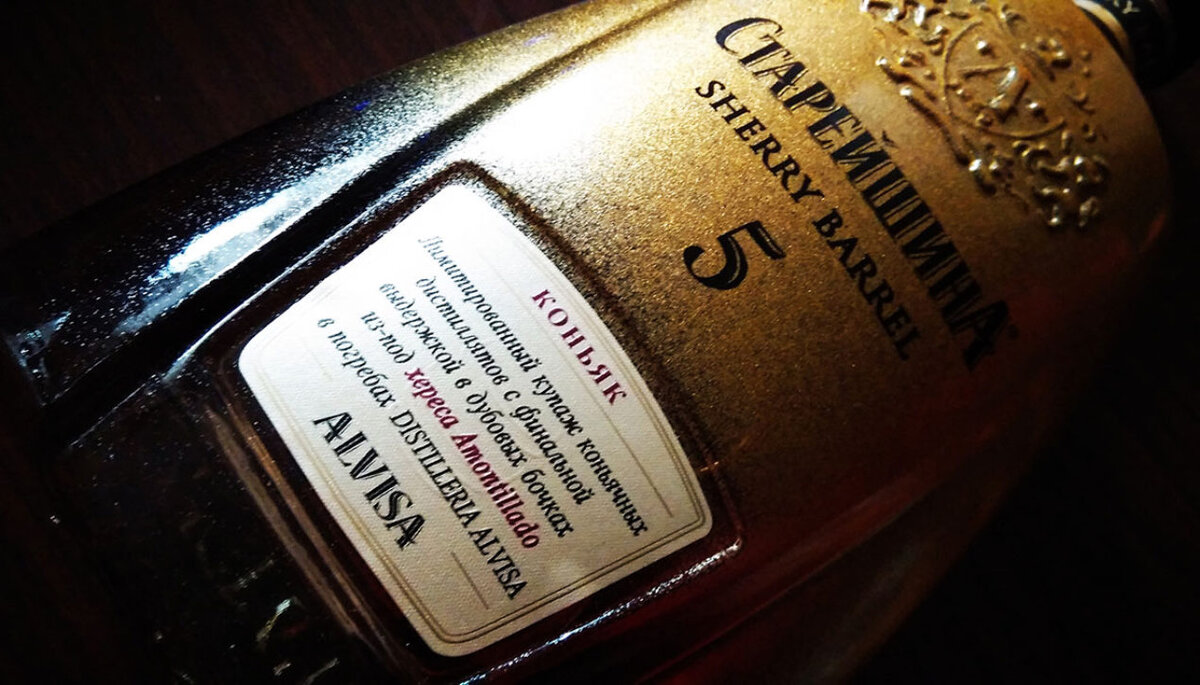 СТАРЕЙШИНА
SHERRY BARREL
5
КОНЬЯК
Лимитированный купаж коньячных
дистиллятов с финальной
выдержкой в дубовых бочках
из-под хереса Amontillado
в погребах DISTILLERIA ALVISA
ALVISA